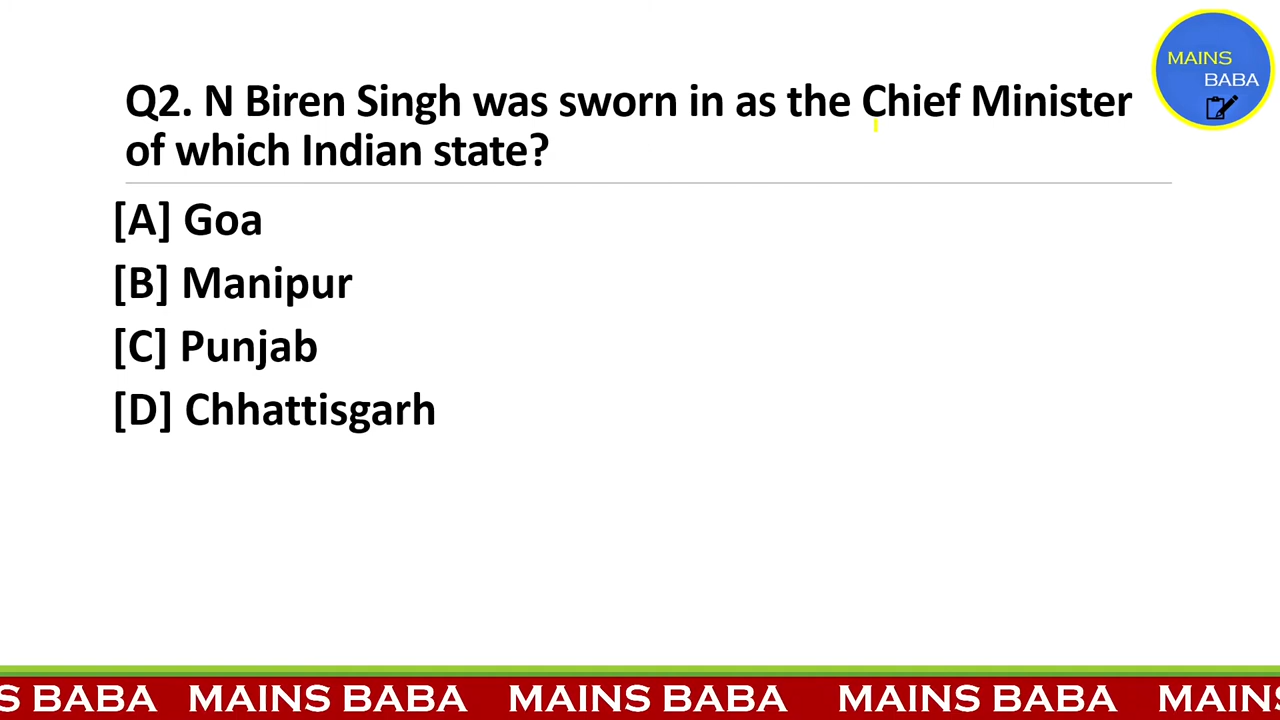 MAINS
BABA
Q2. N Biren Singh was sworn in as the Chief Minister
of which Indian state?
[A] Goa
[B] Manipur
[C] Punjab
[D] Chhattisgarh
S BABA MAINS BABA MAINS BABA MAINS BABA MAIN